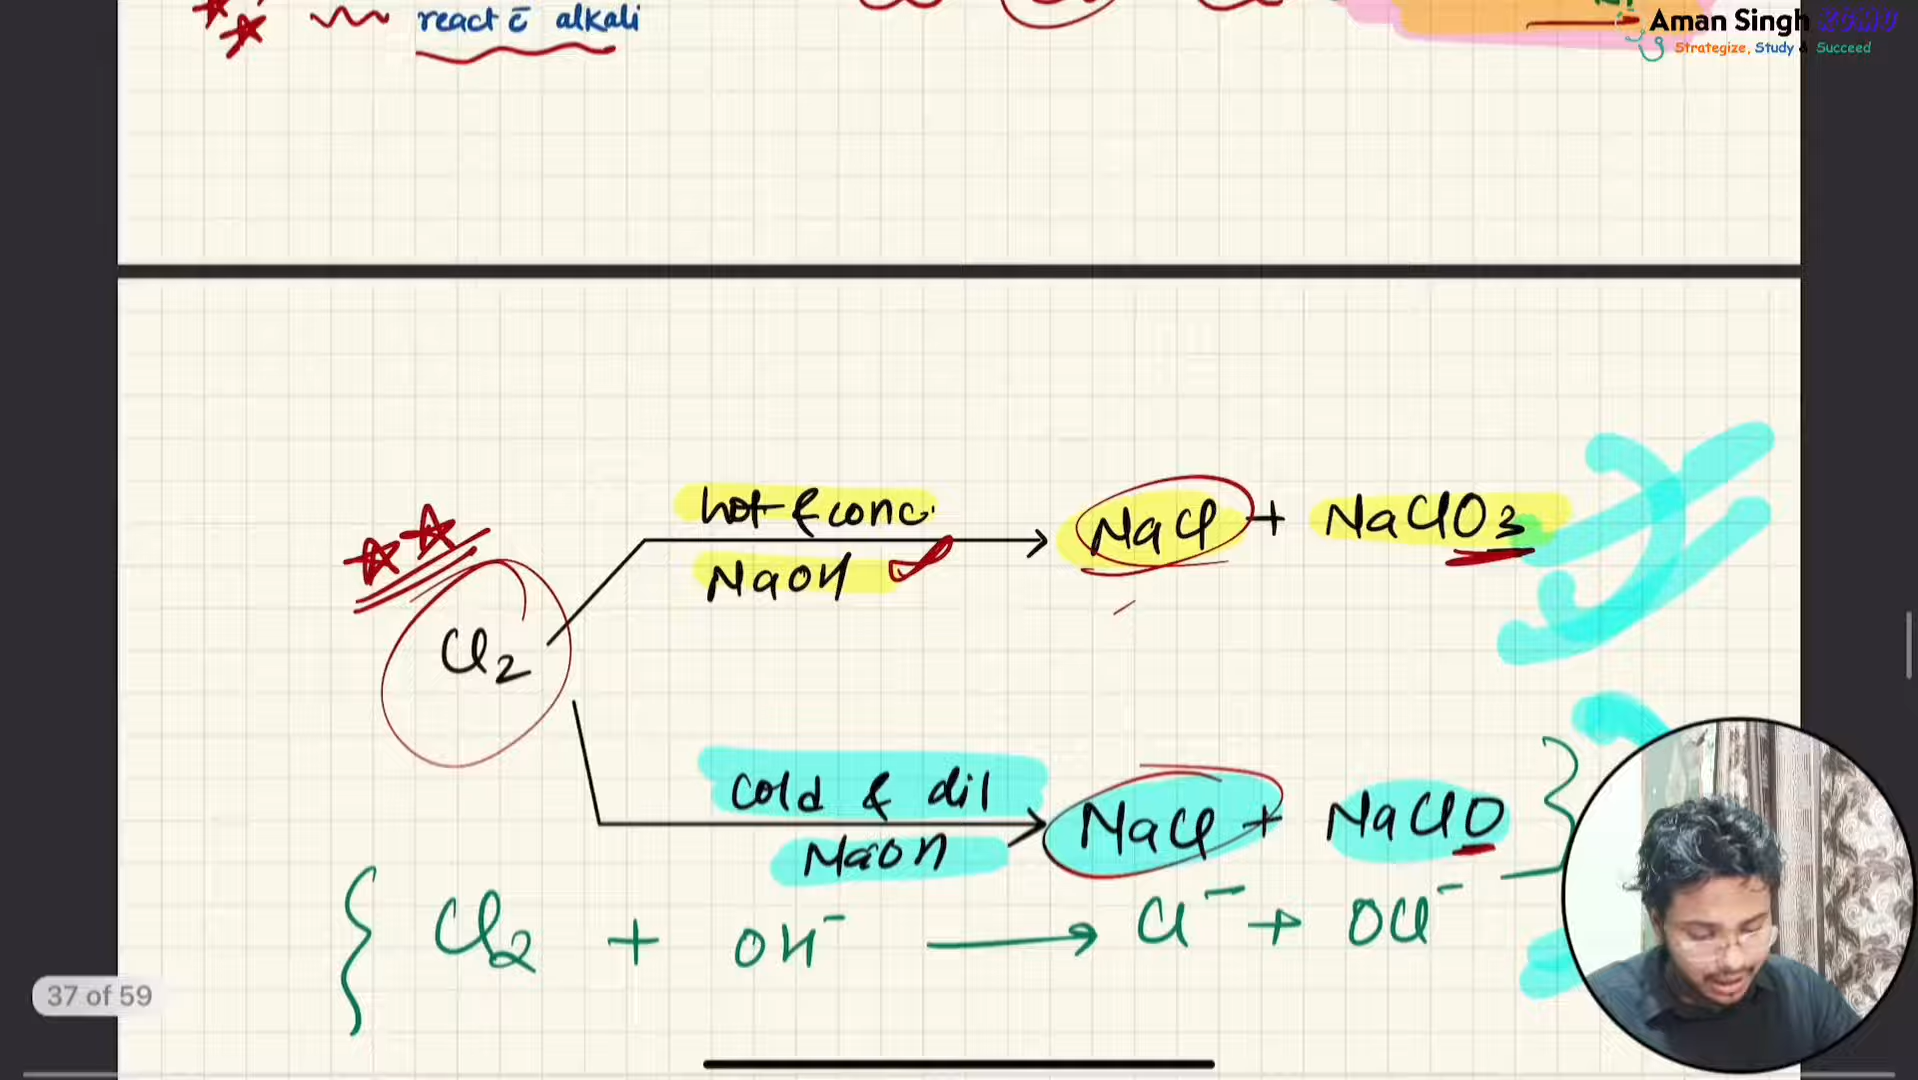 react c̄ alkali
Aman Singh KGMU
Strategize, Study & Succeed
hot & conc.
NaOH
NaCl + NaClO3
Cl2
cold & dil
NaOH
NaCl + NaClO
Cl2 + OH⁻ → Cl⁻ + OCl⁻
37 of 59